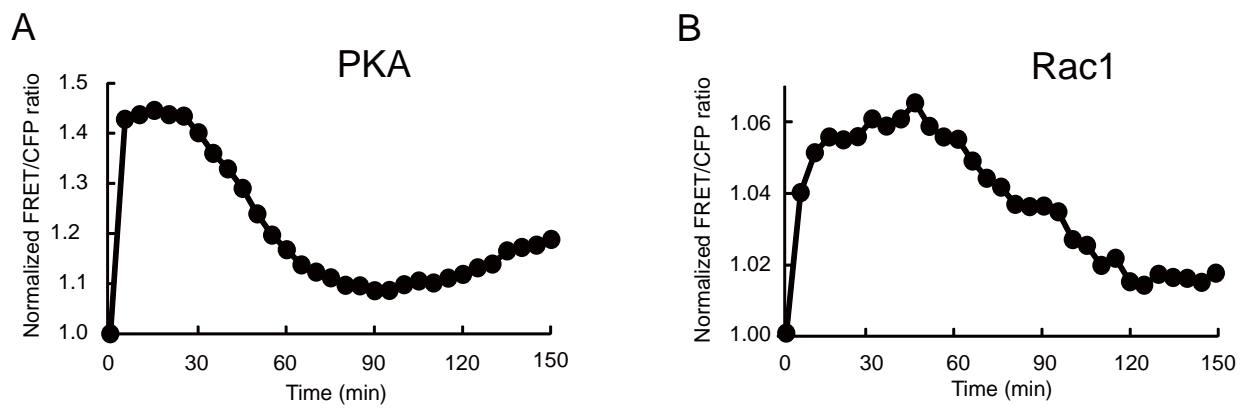 A
PKA
Normalized FRET/CFP ratio
1.5
1.4
1.3
1.2
1.1
1.0
0
30
60
90
120
150
Time (min)
B
Rac1
Normalized FRET/CFP ratio
1.06
1.04
1.02
1.00
0
30
60
90
120
150
Time (min)